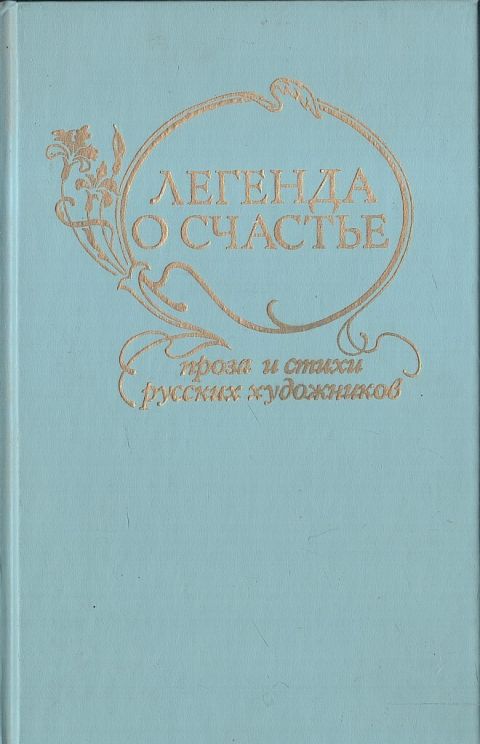 ЛЕГЕНДА
О СЧАСТЬЕ
проза и стихи
русских художников